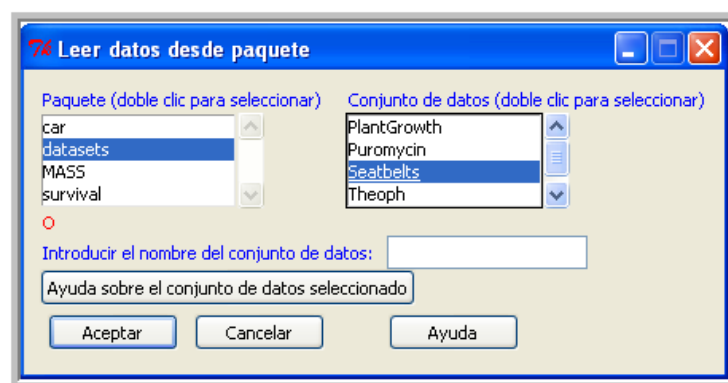 Leer datos desde paquete
Paquete (doble clic para seleccionar) Conjunto de datos (doble clic para seleccionar)
car PlantGrowth
datasets Puromycin
MASS Seatbelts
survival Theoph
O
Introducir el nombre del conjunto de datos:
Ayuda sobre el conjunto de datos seleccionado
Aceptar Cancelar Ayuda